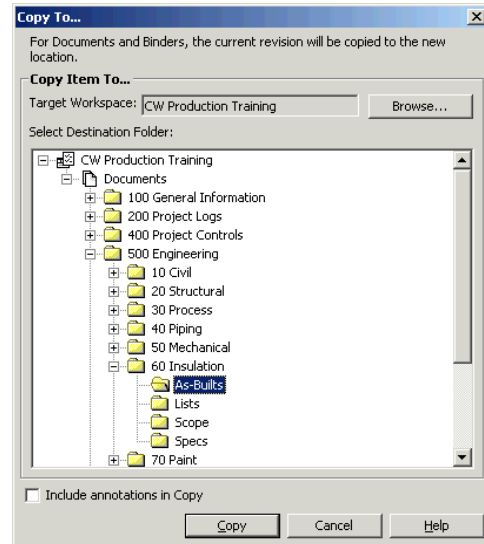 Copy To...
For Documents and Binders, the current revision will be copied to the new
location.
Copy Item To...
Target Workspace: CW Production Training Browse...
Select Destination Folder:
CW Production Training
Documents
100 General Information
200 Project Logs
400 Project Controls
500 Engineering
10 Civil
20 Structural
30 Process
40 Piping
50 Mechanical
60 Insulation
As-Builts
Lists
Scope
Specs
70 Paint
Include annotations in Copy
Copy Cancel Help